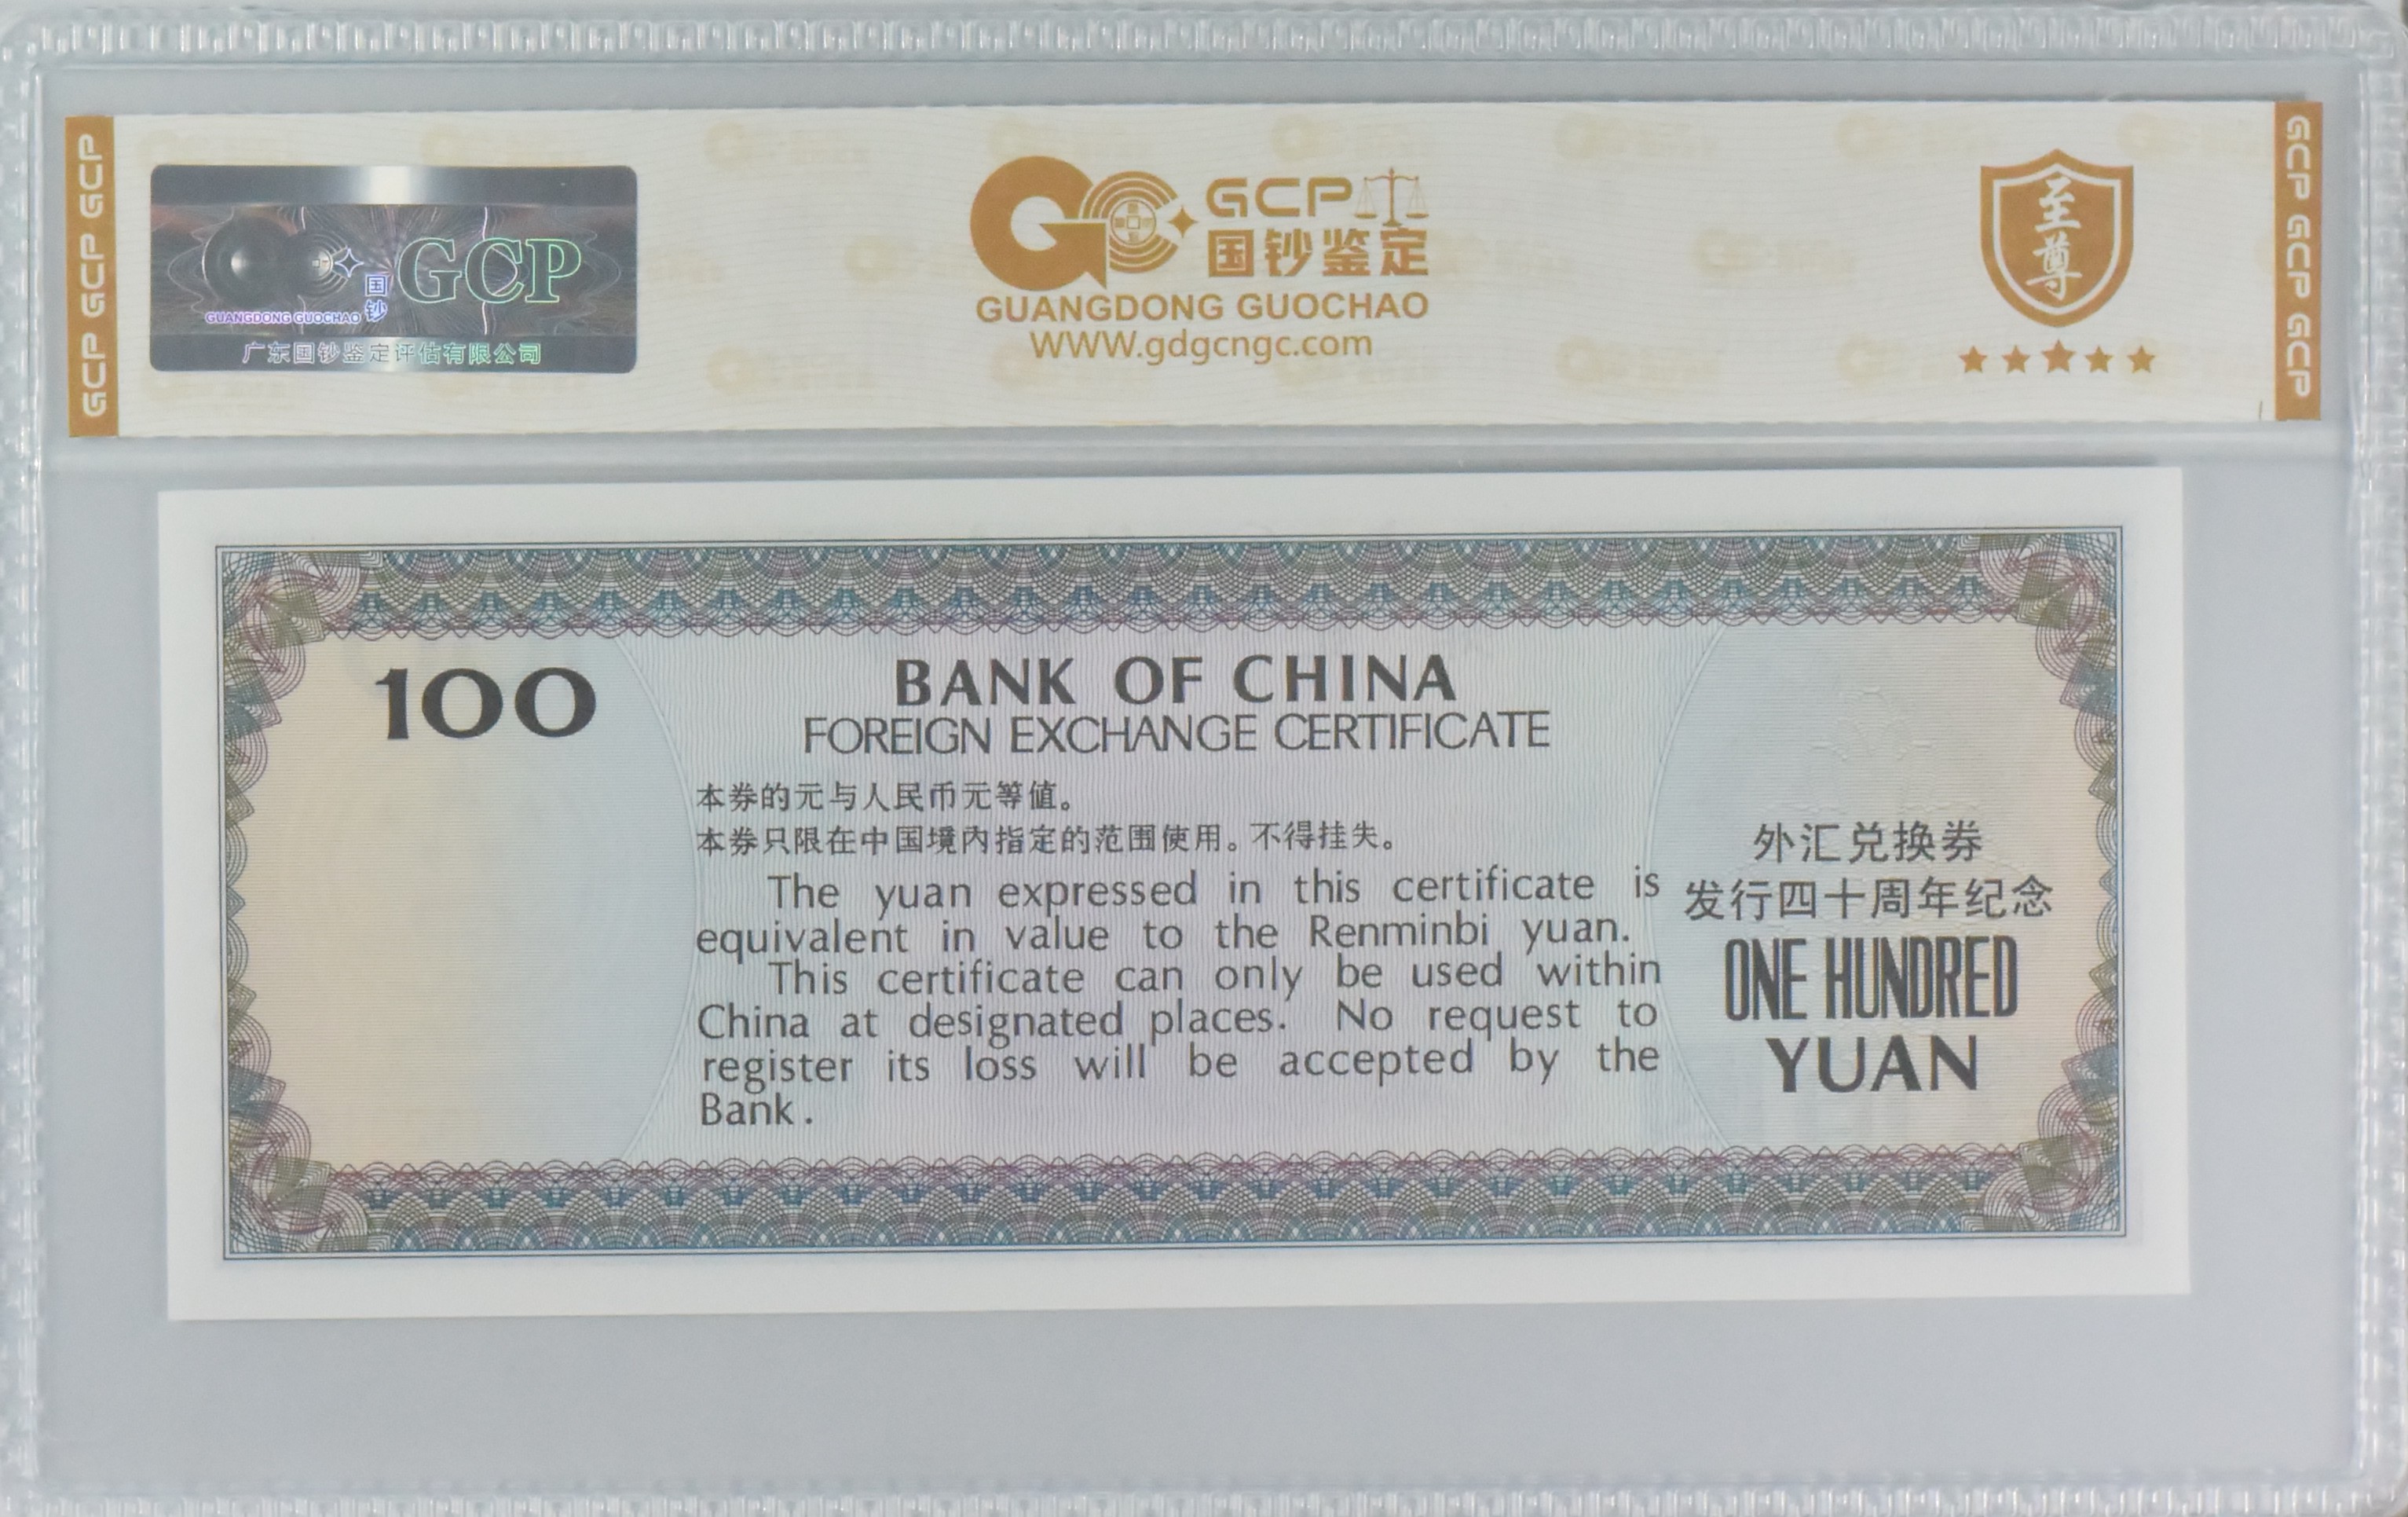 GCP GCP GCP
国钞
GCP
GUANGDONG GUOCHAO
广东国钞鉴定评估有限公司
GCP
国钞鉴定
GUANGDONG GUOCHAO
WWW.gdgcngc.com
至尊
GCP GCP GCP
100
BANK OF CHINA
FOREIGN EXCHANGE CERTIFICATE
本券的元与人民币元等值。
本券只限在中国境内指定的范围使用。不得挂失。
The yuan expressed in this certificate is
equivalent in value to the Renminbi yuan.
This certificate can only be used within
China at designated places. No request to
register its loss will be accepted by the
Bank.
外汇兑换券
发行四十周年纪念
ONE HUNDRED
YUAN